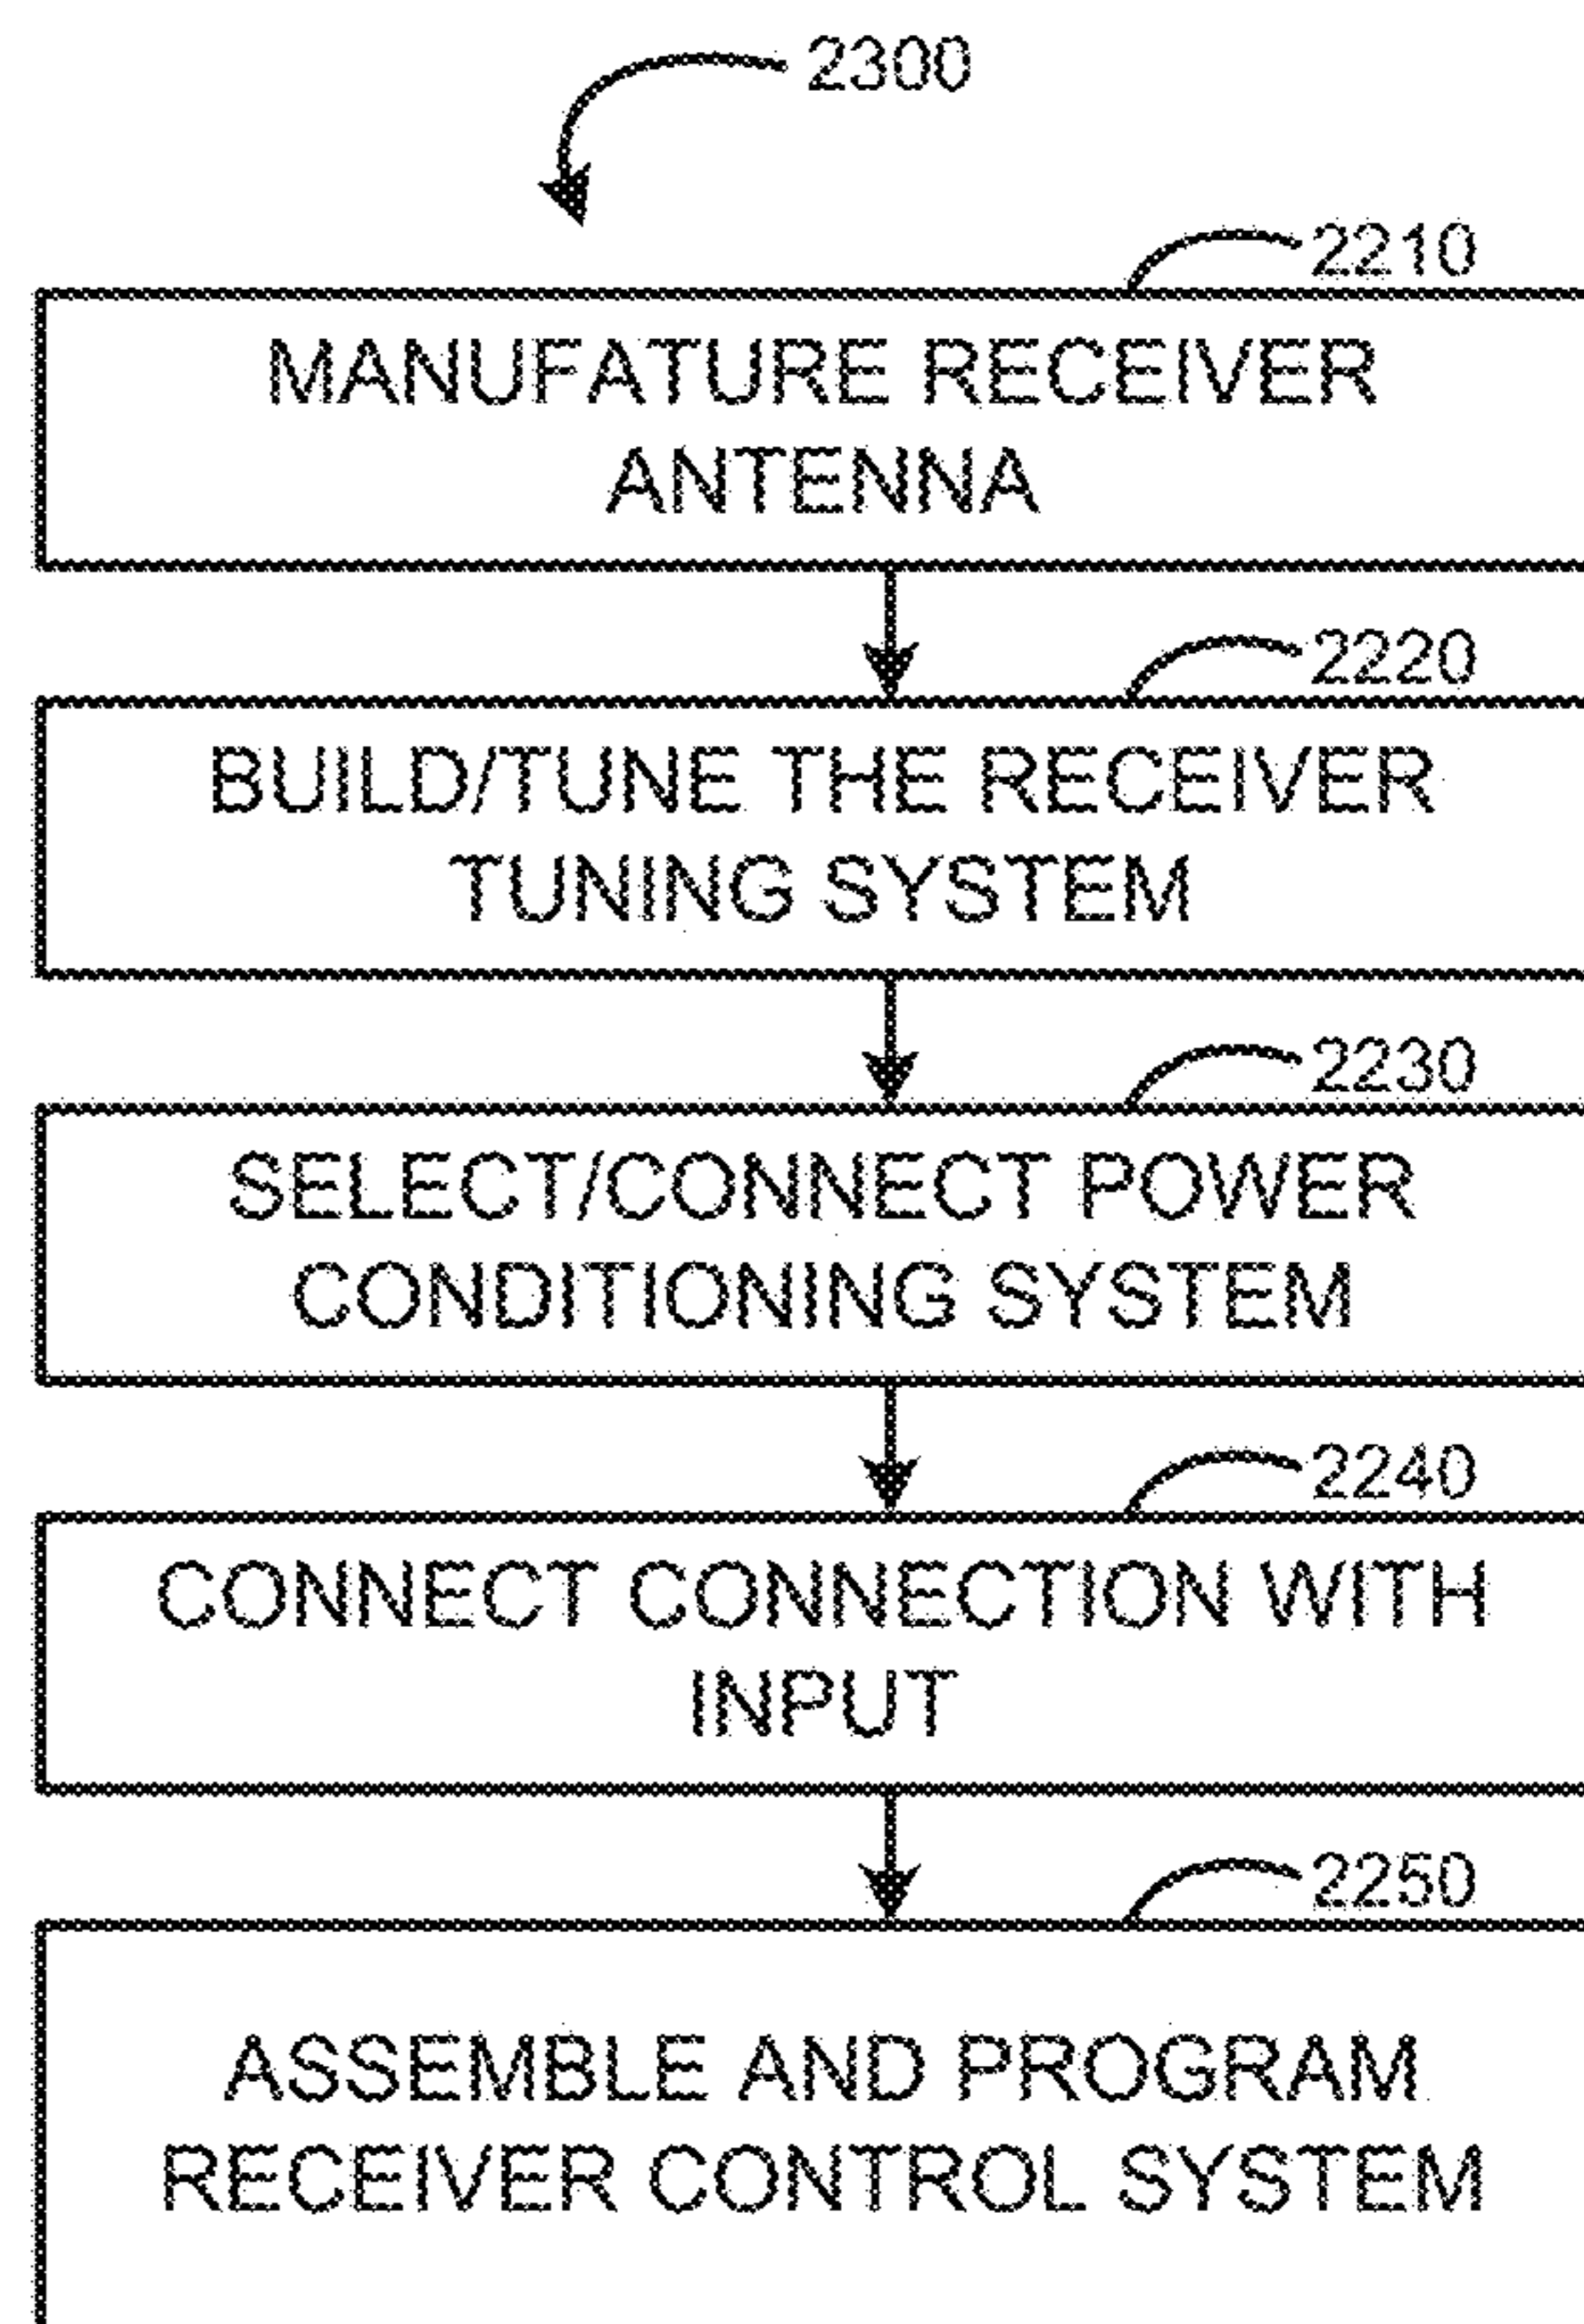 2300
2210
MANUFATURE RECEIVER
ANTENNA
2220
BUILD/TUNE THE RECEIVER
TUNING SYSTEM
2230
SELECT/CONNECT POWER
CONDITIONING SYSTEM
2240
CONNECT CONNECTION WITH
INPUT
2250
ASSEMBLE AND PROGRAM
RECEIVER CONTROL SYSTEM